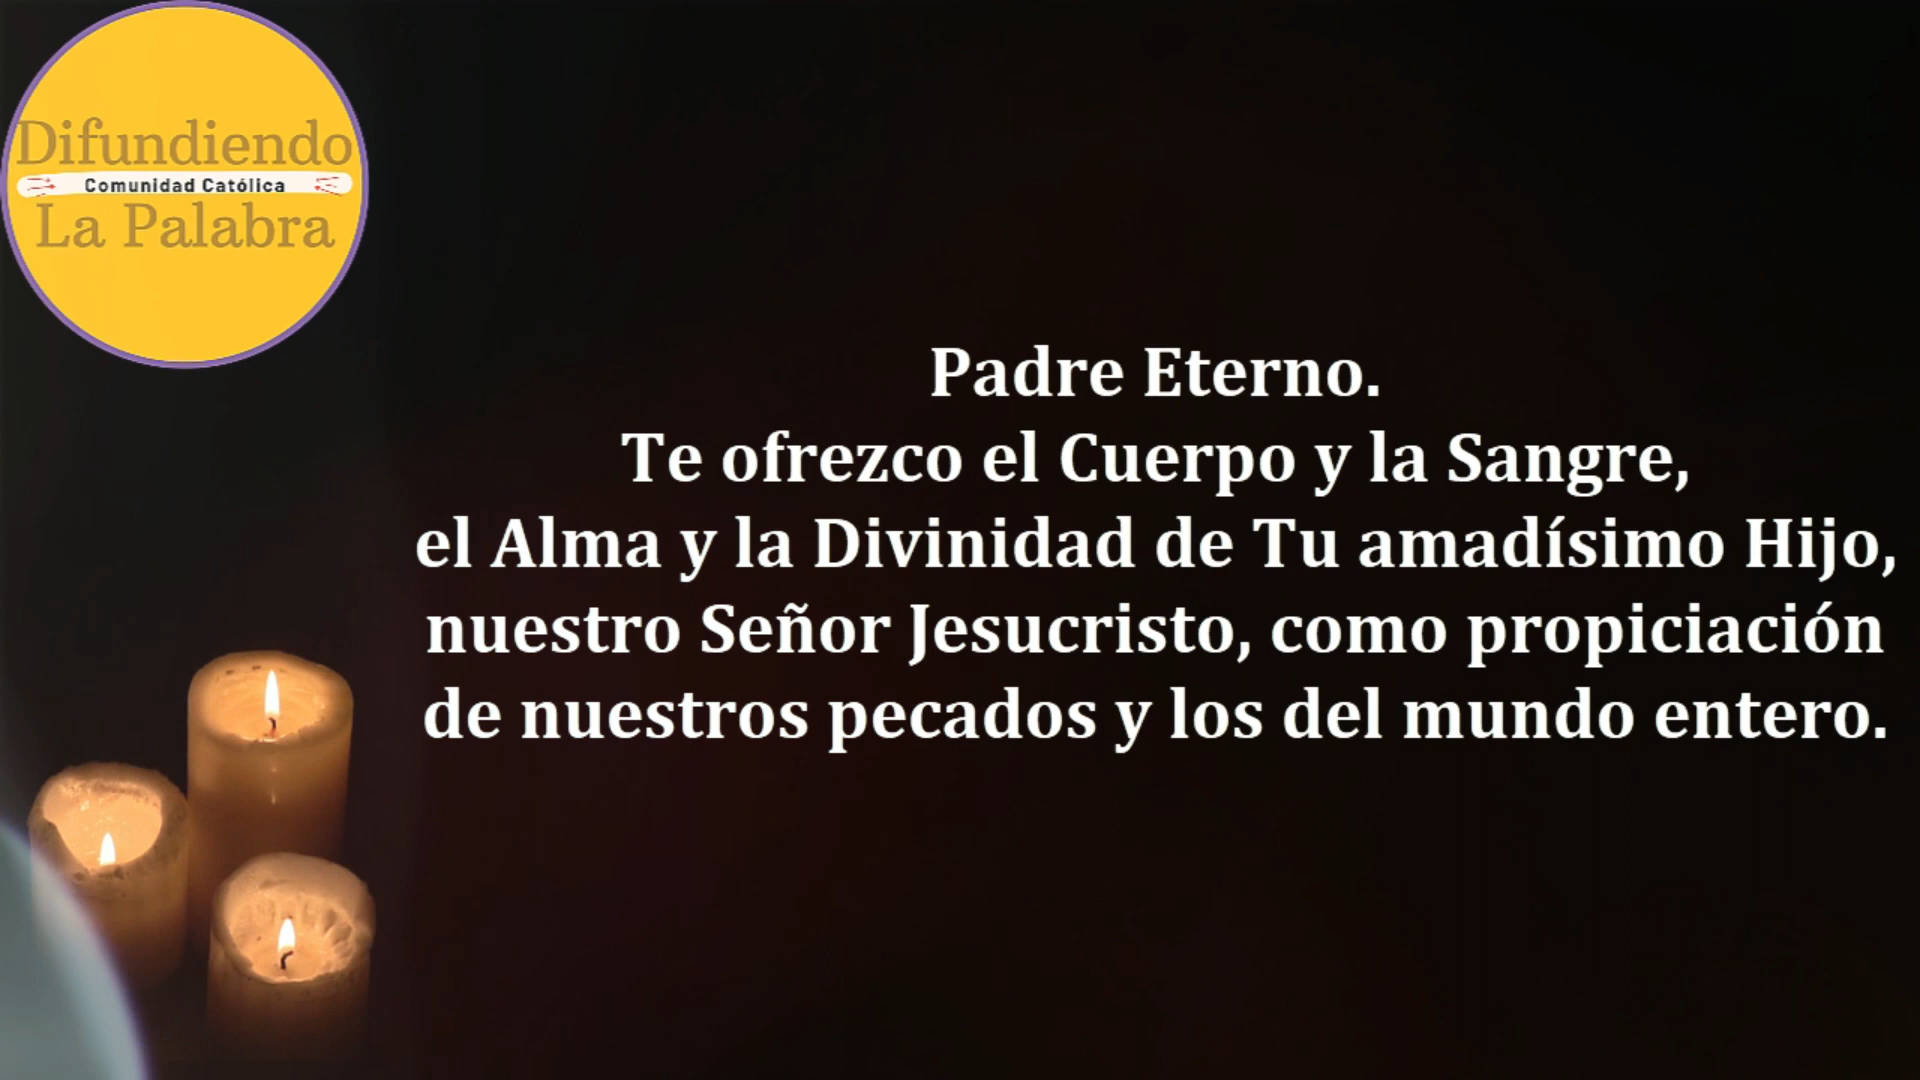 Difundiendo
Comunidad Católica
La Palabra
Padre Eterno.
Te ofrezco el Cuerpo y la Sangre,
el Alma y la Divinidad de Tu amadísimo Hijo,
nuestro Señor Jesucristo, como propiciación
de nuestros pecados y los del mundo entero.